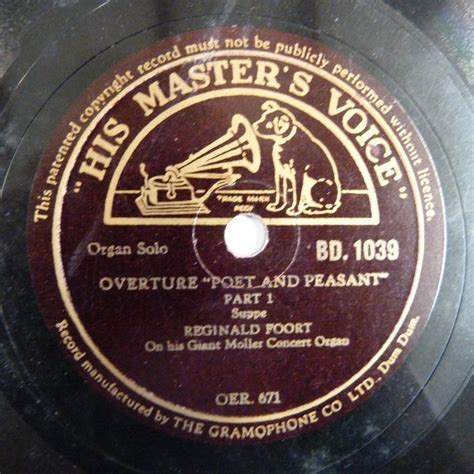 This patented copyright record must not be publicly performed without licence.
"HIS MASTER'S VOICE"
TRADE MARK
REGD
Organ Solo
BD. 1039
OVERTURE "POET AND PEASANT"
PART 1
Suppe
REGINALD FOORT
On his Giant Moller Concert Organ
OER. 671
Record manufactured by THE GRAMOPHONE CO LTD., Dum Dum.